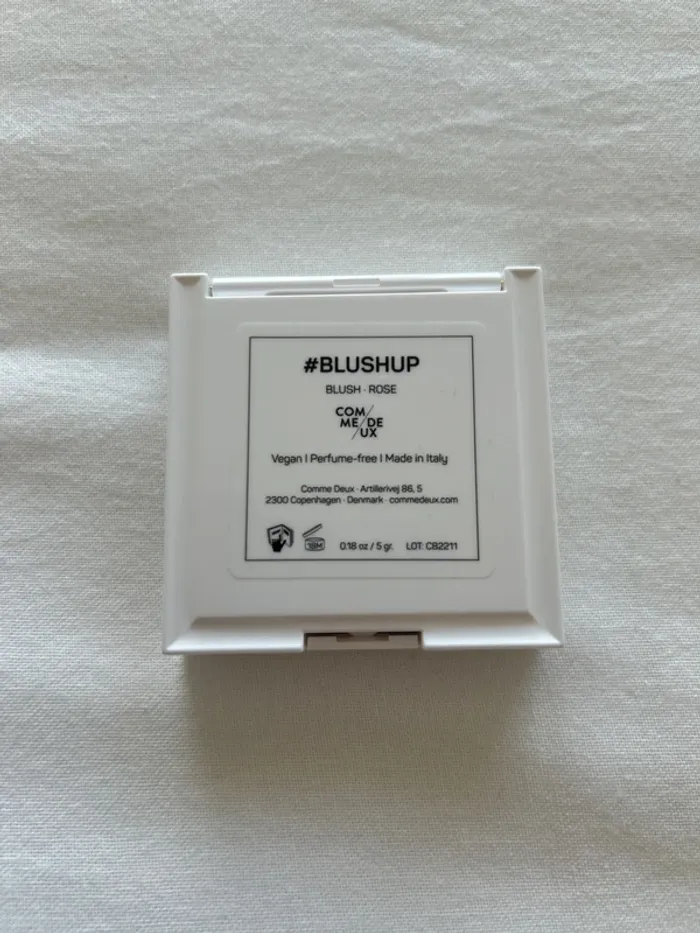 #BLUSHUP
BLUSH · ROSE
COM
ME DE
UX
Vegan | Perfume-free | Made in Italy
Comme Deux · Artillerivej 86, 5
2300 Copenhagen · Denmark · commedeux.com
18M 0.18 oz / 5 gr. LOT: CB2211